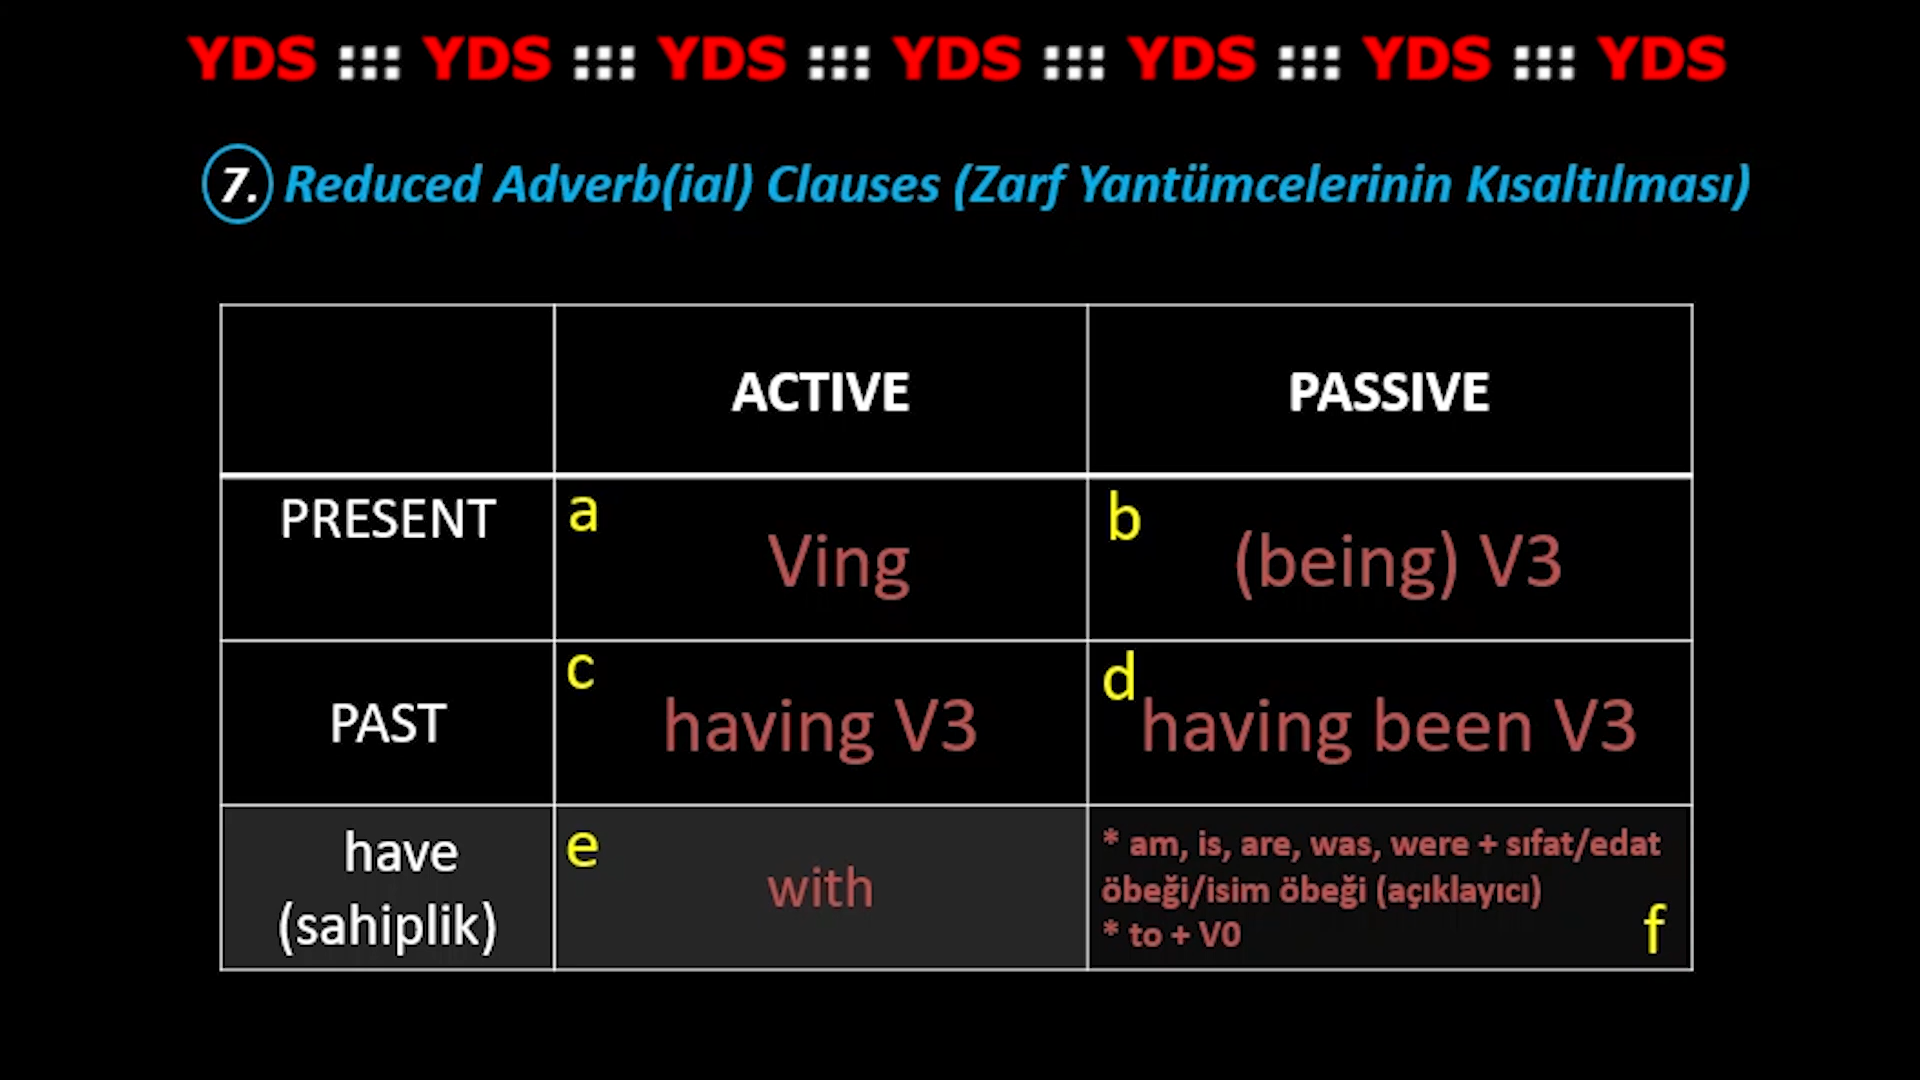 YDS ⁝⁝⁝ YDS ⁝⁝⁝ YDS ⁝⁝⁝ YDS ⁝⁝⁝ YDS ⁝⁝⁝ YDS ⁝⁝⁝ YDS
7. Reduced Adverb(ial) Clauses (Zarf Yantümcelerinin Kısaltılması)
ACTIVE PASSIVE
PRESENT a Ving b (being) V3
PAST c having V3 d having been V3
have
(sahiplik)
e with
* am, is, are, was, were + sıfat/edat
öbeği/isim öbeği (açıklayıcı)
* to + V0 f